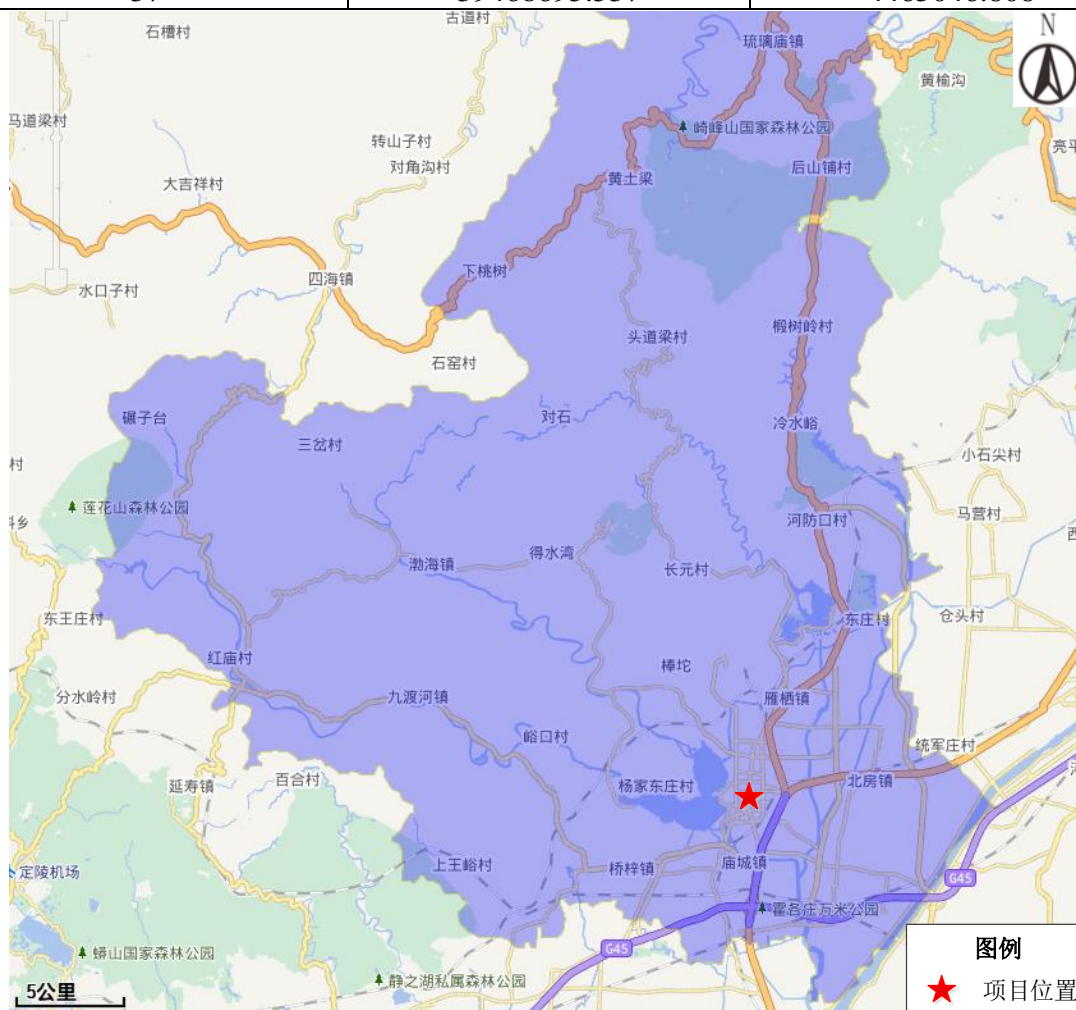 古道村
石槽村
琉璃庙镇
N
黄榆沟
马道梁村
崎峰山国家森林公园
转山子村
对角沟村
后山铺村
大吉祥村
黄土梁
下桃树
四海镇
水口子村
椴树岭村
头道梁村
石窑村
碾子台
对石
三岔村
冷水峪
小石尖村
村
莲花山森林公园
马营村
河防口村
得水湾
渤海镇
长元村
东王庄村
东庄村
仓头村
红庙村
棒坨
分水岭村
九渡河镇
雁栖镇
峪口村
统军庄村
百合村
延寿镇
杨家东庄村
北房镇
上王峪村
桥梓镇
庙城镇
定陵机场
G45
霍各庄万米公园
G45
蟒山国家森林公园
静之湖私属森林公园
图例
5公里
项目位置